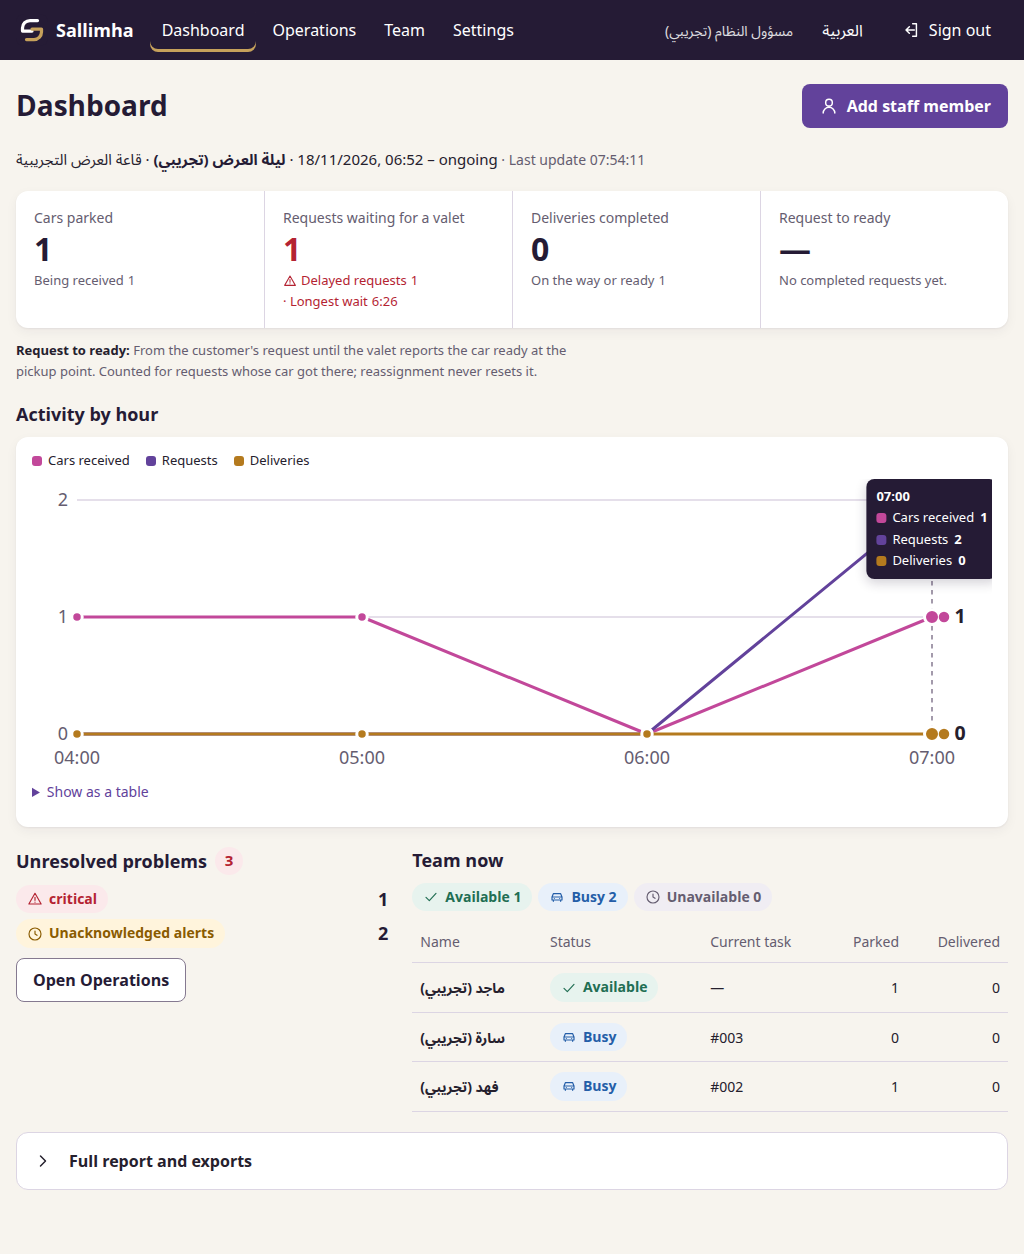 Sallimha Dashboard Operations Team Settings مسؤول النظام (تجريبي) العربية Sign out
Dashboard
Add staff member
قاعة العرض التجريبية · ليلة العرض (تجريبي) · 18/11/2026, 06:52 – ongoing · Last update 07:54:11
Cars parked
1
Being received 1
Requests waiting for a valet
1
Delayed requests 1
· Longest wait 6:26
Deliveries completed
0
On the way or ready 1
Request to ready
—
No completed requests yet.
Request to ready: From the customer's request until the valet reports the car ready at the
pickup point. Counted for requests whose car got there; reassignment never resets it.
Activity by hour
Cars received Requests Deliveries
2
07:00
Cars received 1
Requests 2
Deliveries 0
1 1
0 0
04:00 05:00 06:00 07:00
Show as a table
Unresolved problems 3
critical 1
Unacknowledged alerts 2
Open Operations
Team now
Available 1 Busy 2 Unavailable 0
Name Status Current task Parked Delivered
ماجد (تجريبي) Available — 1 0
سارة (تجريبي) Busy #003 0 0
فهد (تجريبي) Busy #002 1 0
Full report and exports